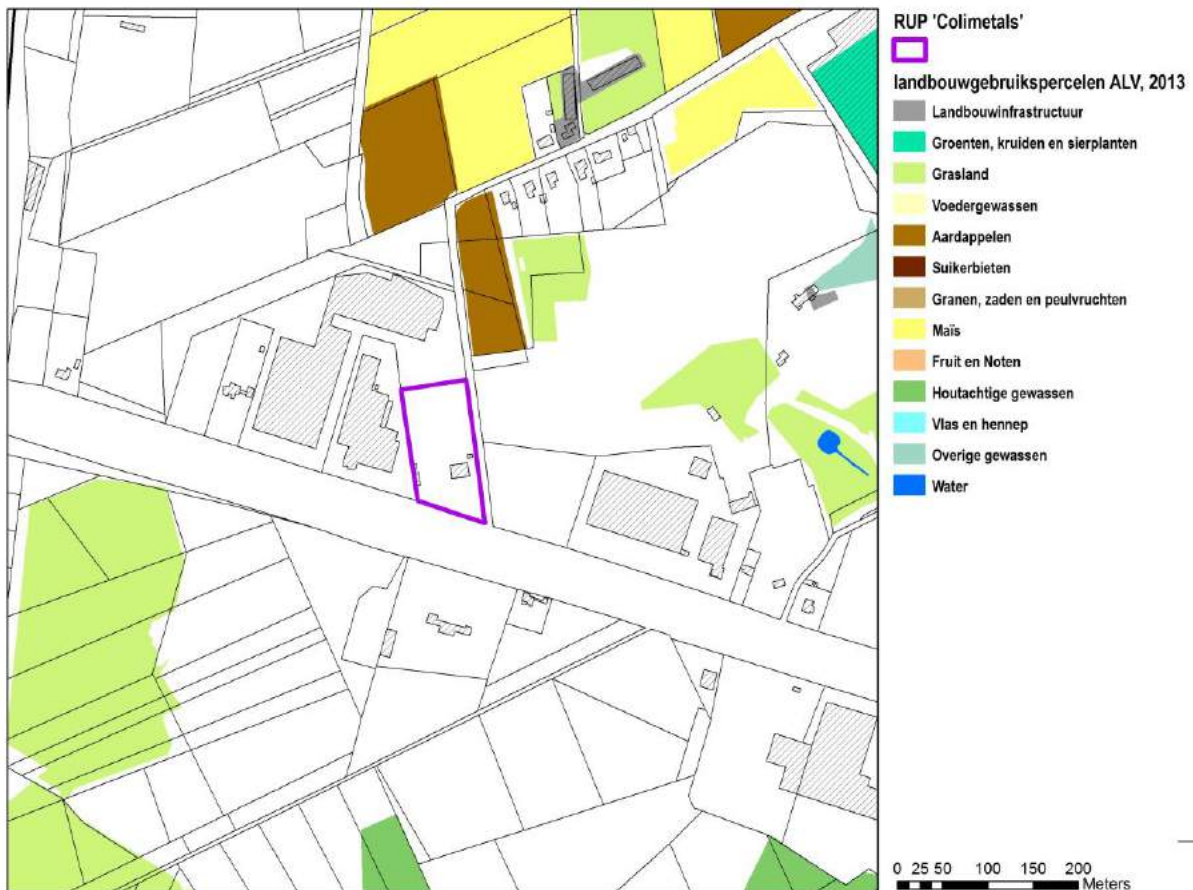 RUP 'Colimetals'
landbouwgebruikspercelen ALV, 2013
Landbouwinfrastructuur
Groenten, kruiden en sierplanten
Grasland
Voedergewassen
Aardappelen
Suikerbieten
Granen, zaden en peulvruchten
Maïs
Fruit en Noten
Houtachtige gewassen
Vlas en hennep
Overige gewassen
Water
0 25 50 100 150 200
Meters